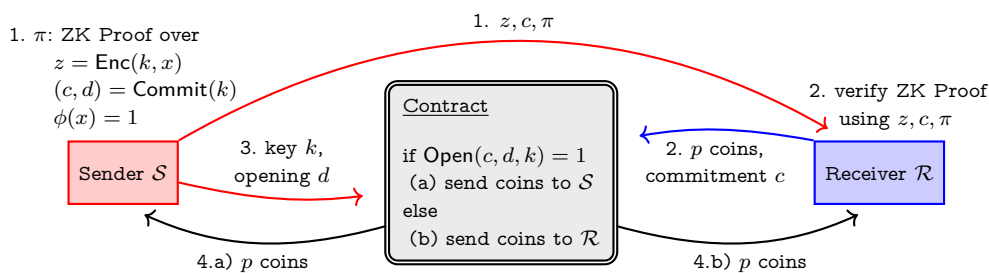 1. π: ZK Proof over
z = Enc(k, x)
(c, d) = Commit(k)
ϕ(x) = 1
Sender 𝒮
1. z, c, π
3. key k,
opening d
Contract
if Open(c, d, k) = 1
(a) send coins to 𝒮
else
(b) send coins to ℛ
2. verify ZK Proof
using z, c, π
2. p coins,
commitment c
Receiver ℛ
4.a) p coins
4.b) p coins